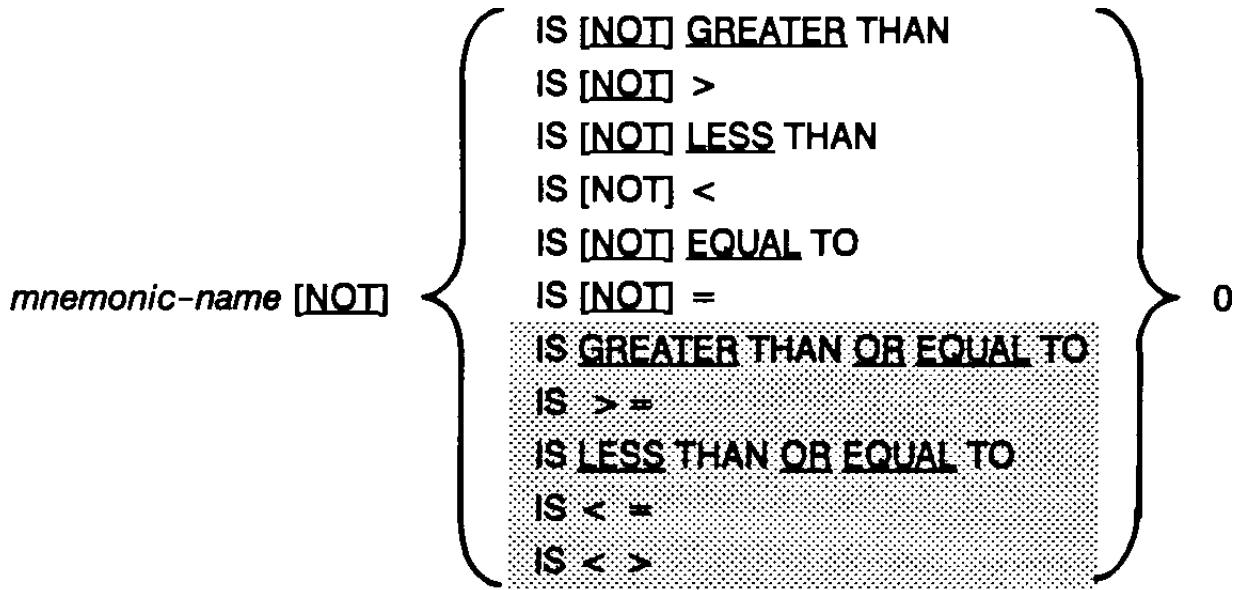 IS [NOT] GREATER THAN
IS [NOT] >
IS [NOT] LESS THAN
IS [NOT] <
IS [NOT] EQUAL TO
mnemonic-name [NOT] IS [NOT] = 0
IS GREATER THAN OR EQUAL TO
IS > =
IS LESS THAN OR EQUAL TO
IS < =
IS < >